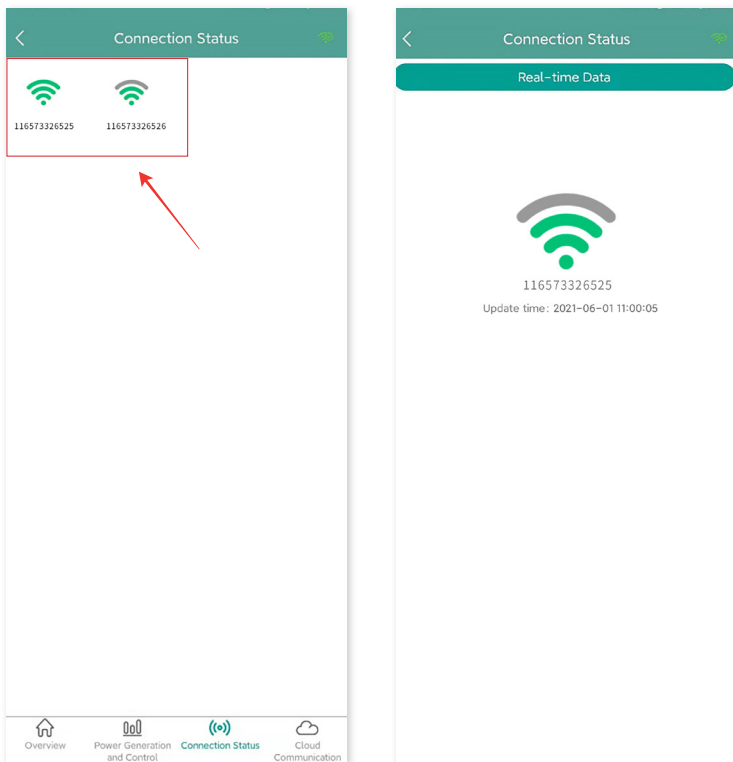 Connection Status
116573326525 116573326526
Overview
Power Generation
and Control
Connection Status
Cloud
Communication
Connection Status
Real-time Data
116573326525
Update time: 2021-06-01 11:00:05